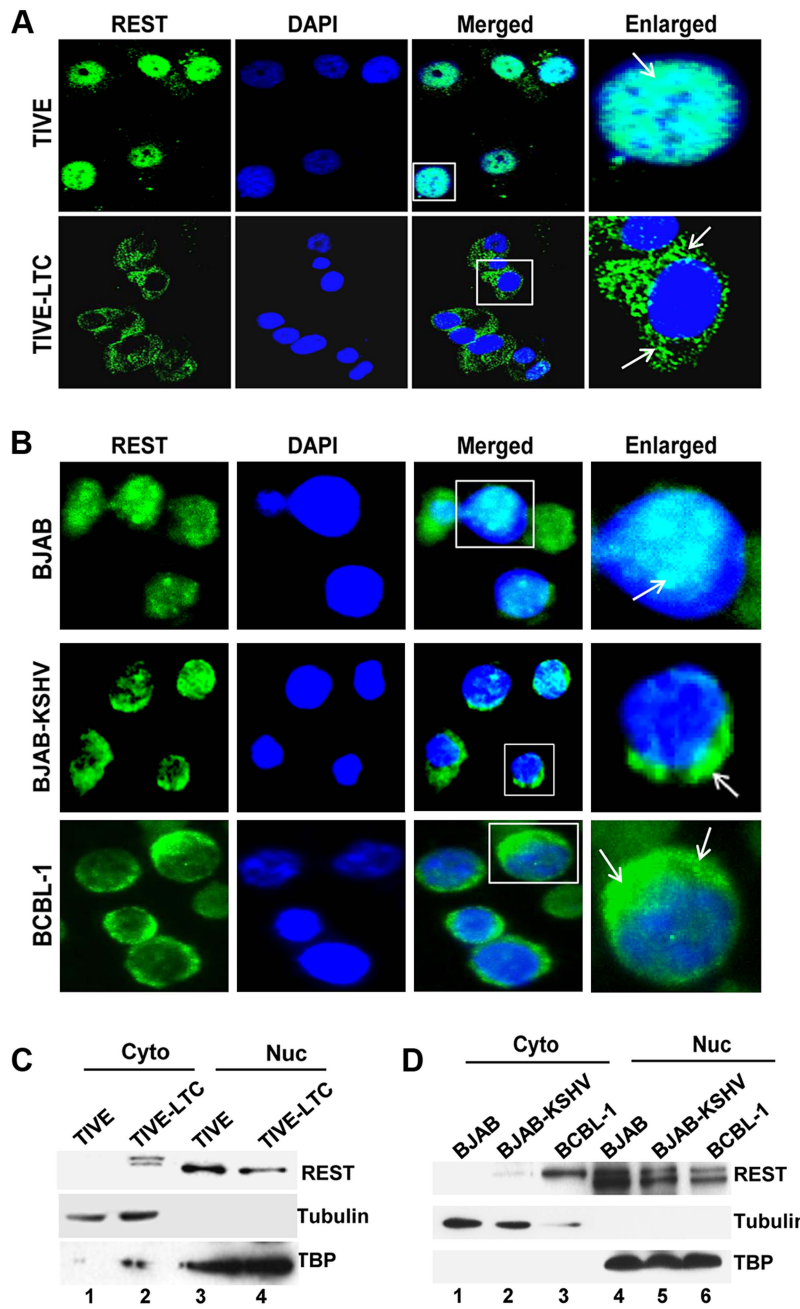 A
REST DAPI Merged Enlarged
TIVE
TIVE-LTC
B
REST DAPI Merged Enlarged
BJAB
BJAB-KSHV
BCBL-1
C
Cyto Nuc
TIVE TIVE-LTC TIVE TIVE-LTC
REST
Tubulin
TBP
1 2 3 4
D
Cyto Nuc
BJAB BJAB-KSHV BCBL-1 BJAB BJAB-KSHV BCBL-1
REST
Tubulin
TBP
1 2 3 4 5 6